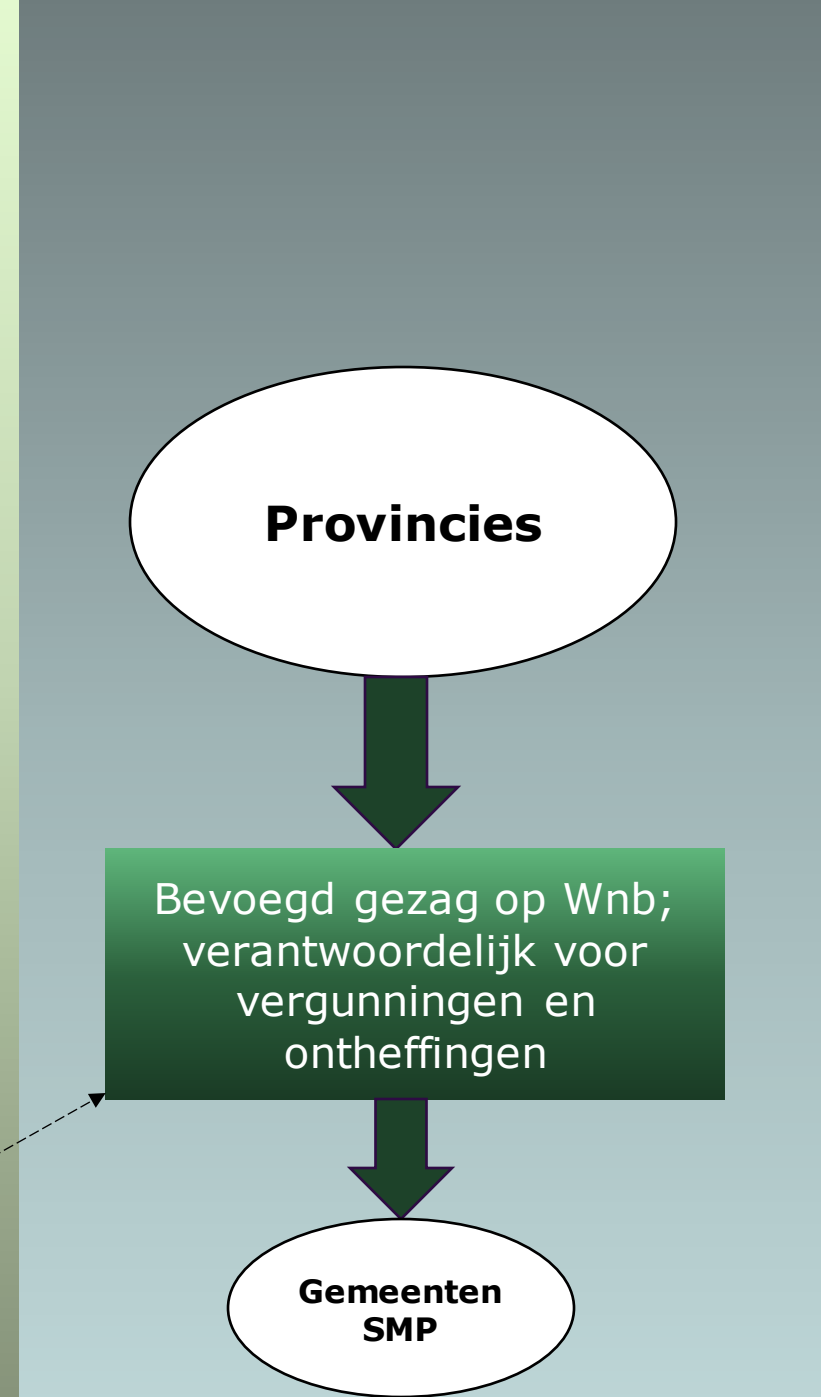 Provincies
Bevoegd gezag op Wnb;
verantwoordelijk voor
vergunningen en
ontheffingen
Gemeenten
SMP